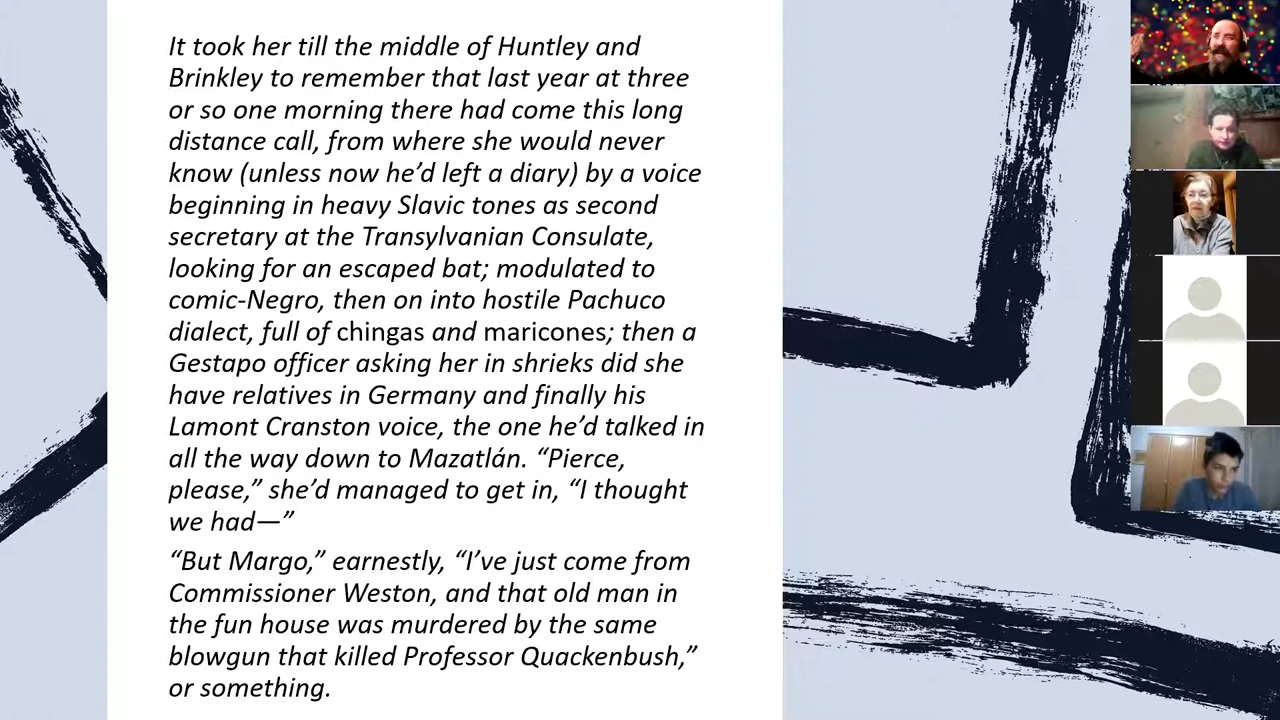 It took her till the middle of Huntley and
Brinkley to remember that last year at three
or so one morning there had come this long
distance call, from where she would never
know (unless now he’d left a diary) by a voice
beginning in heavy Slavic tones as second
secretary at the Transylvanian Consulate,
looking for an escaped bat; modulated to
comic-Negro, then on into hostile Pachuco
dialect, full of chingas and maricones; then a
Gestapo officer asking her in shrieks did she
have relatives in Germany and finally his
Lamont Cranston voice, the one he’d talked in
all the way down to Mazatlán. “Pierce,
please,” she’d managed to get in, “I thought
we had—”
“But Margo,” earnestly, “I’ve just come from
Commissioner Weston, and that old man in
the fun house was murdered by the same
blowgun that killed Professor Quackenbush,”
or something.